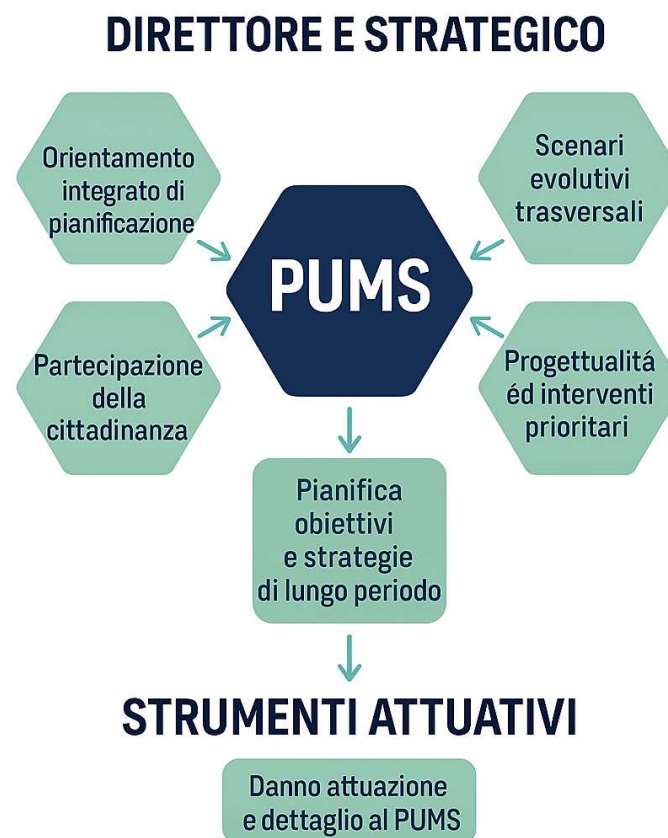 DIRETTORE E STRATEGICO
Orientamento
integrato di
pianificazione
Scenari
evolutivi
trasversali
PUMS
Partecipazione
della
cittadinanza
Progettualitá
éd interventi
prioritari
Pianifica
obiettivi
e strategie
di lungo periodo
STRUMENTI ATTUATIVI
Danno attuazione
e dettaglio al PUMS